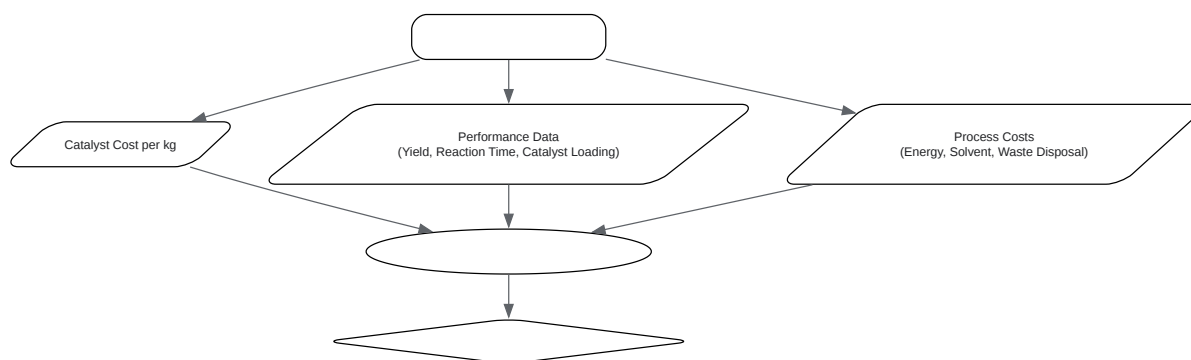 Catalyst Cost per kg
Performance Data
(Yield, Reaction Time, Catalyst Loading)
Process Costs
(Energy, Solvent, Waste Disposal)